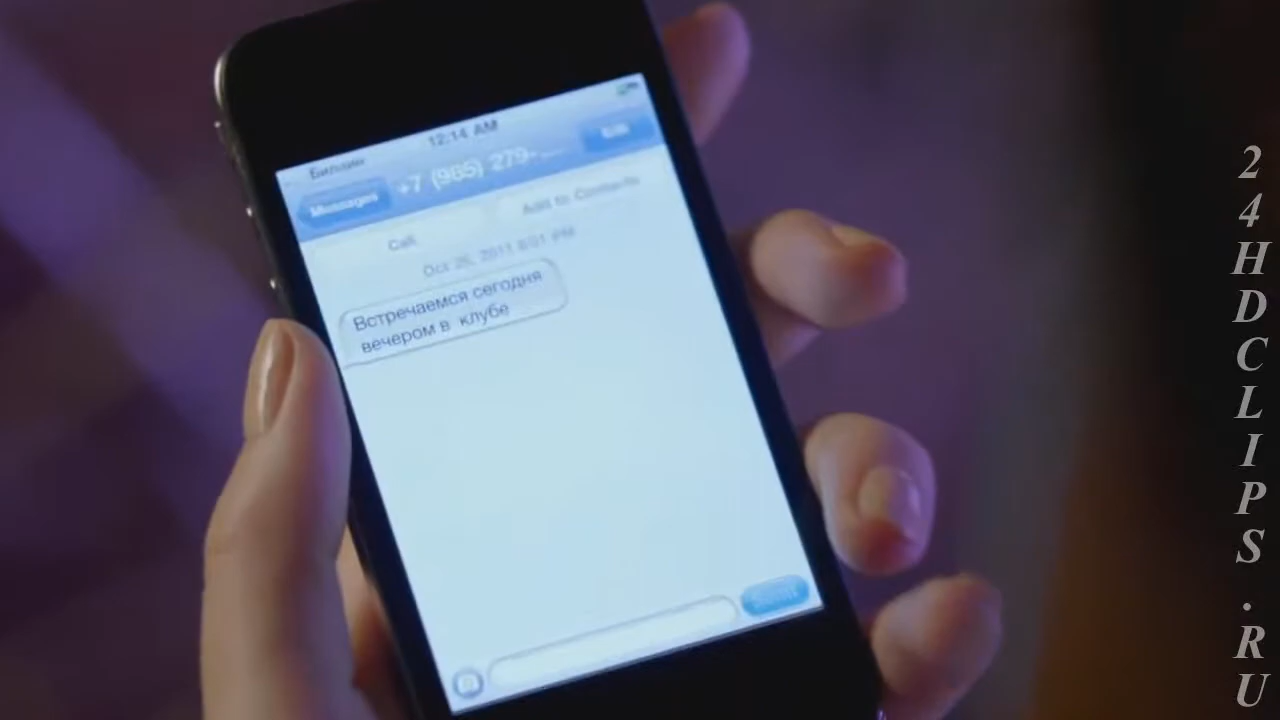 Билайн
12:14 AM
Messages
+7 (985) 279-
Edit
Call
Add to Contacts
Oct 25, 2011 8:01 PM
Встречаемся сегодня
вечером в клубе
Send
24HDCLIPS.RU